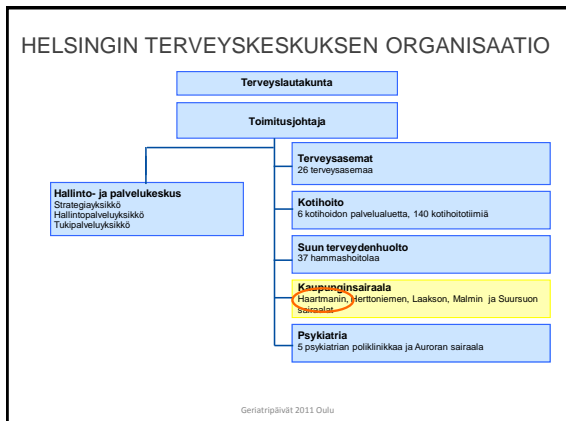 HELSINGIN TERVEYSKESKUKSEN ORGANISAATIO
Terveyslautakunta
Toimitusjohtaja
Terveysasemat
26 terveysasemaa
Hallinto- ja palvelukeskus
Strategiayksikkö
Hallintopalveluyksikkö
Tukipalveluyksikkö
Kotihoito
6 kotihoidon palvelualuetta, 140 kotihoitotiimiä
Suun terveydenhuolto
37 hammashoitolaa
Kaupunginsairaala
Haartmanin, Herttoniemen, Laakson, Malmin ja Suursuon
sairaalat
Psykiatria
5 psykiatrian poliklinikkaa ja Auroran sairaala
Geriatripäivät 2011 Oulu